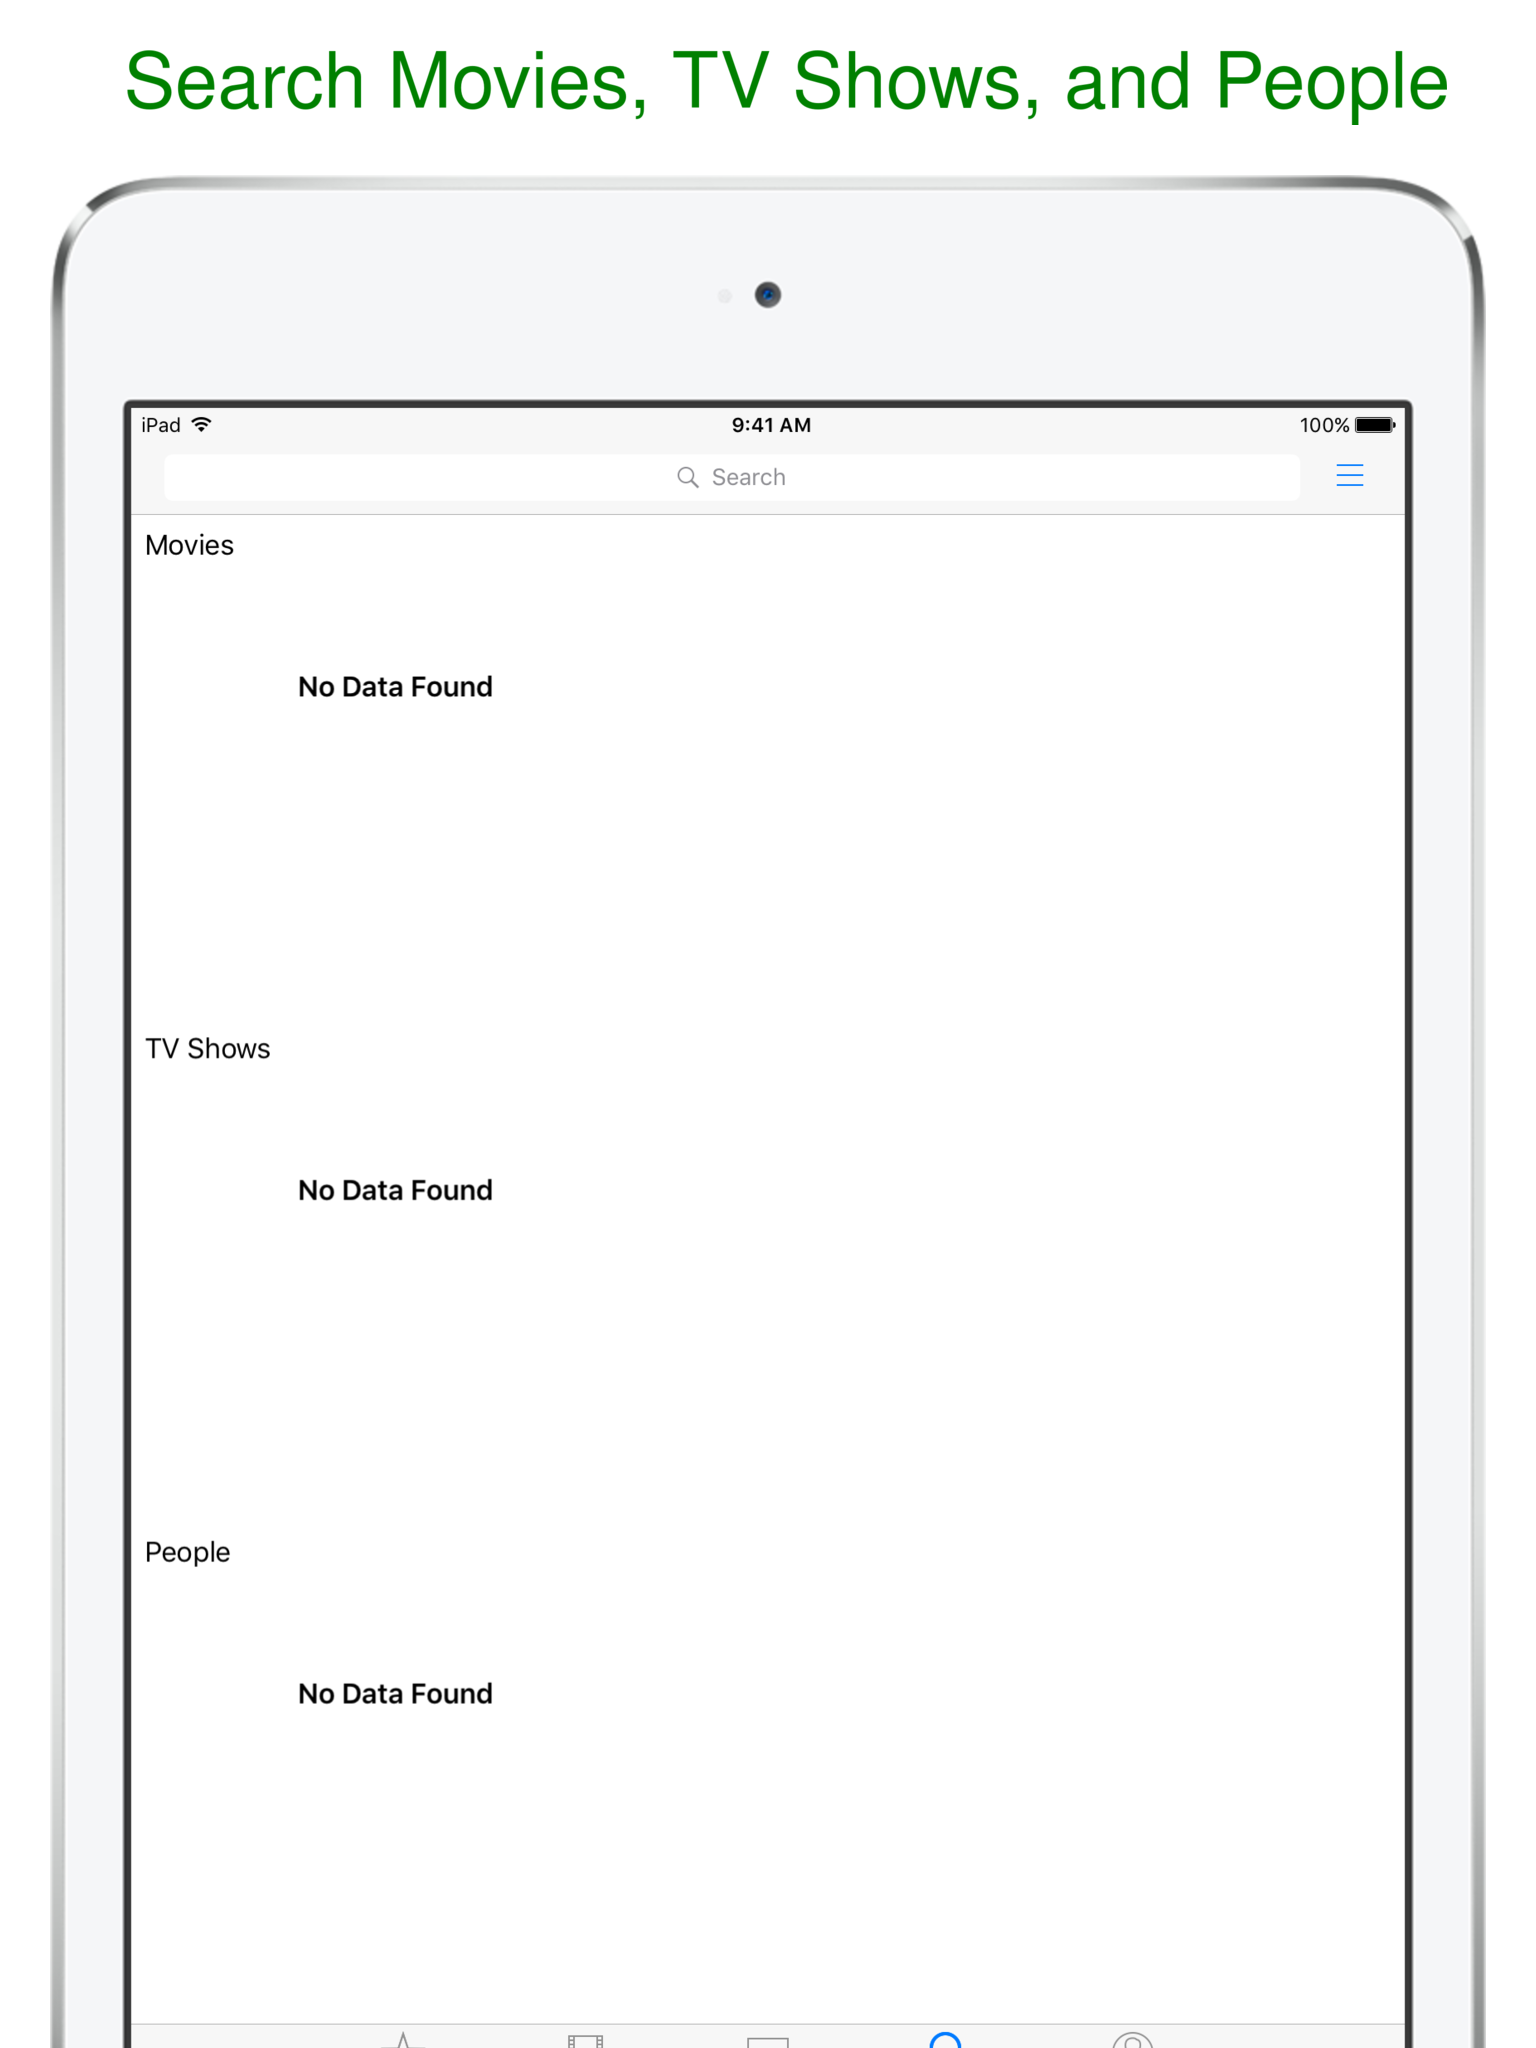 Search Movies, TV Shows, and People
iPad 9:41 AM 100%
Search
Movies
No Data Found
TV Shows
No Data Found
People
No Data Found